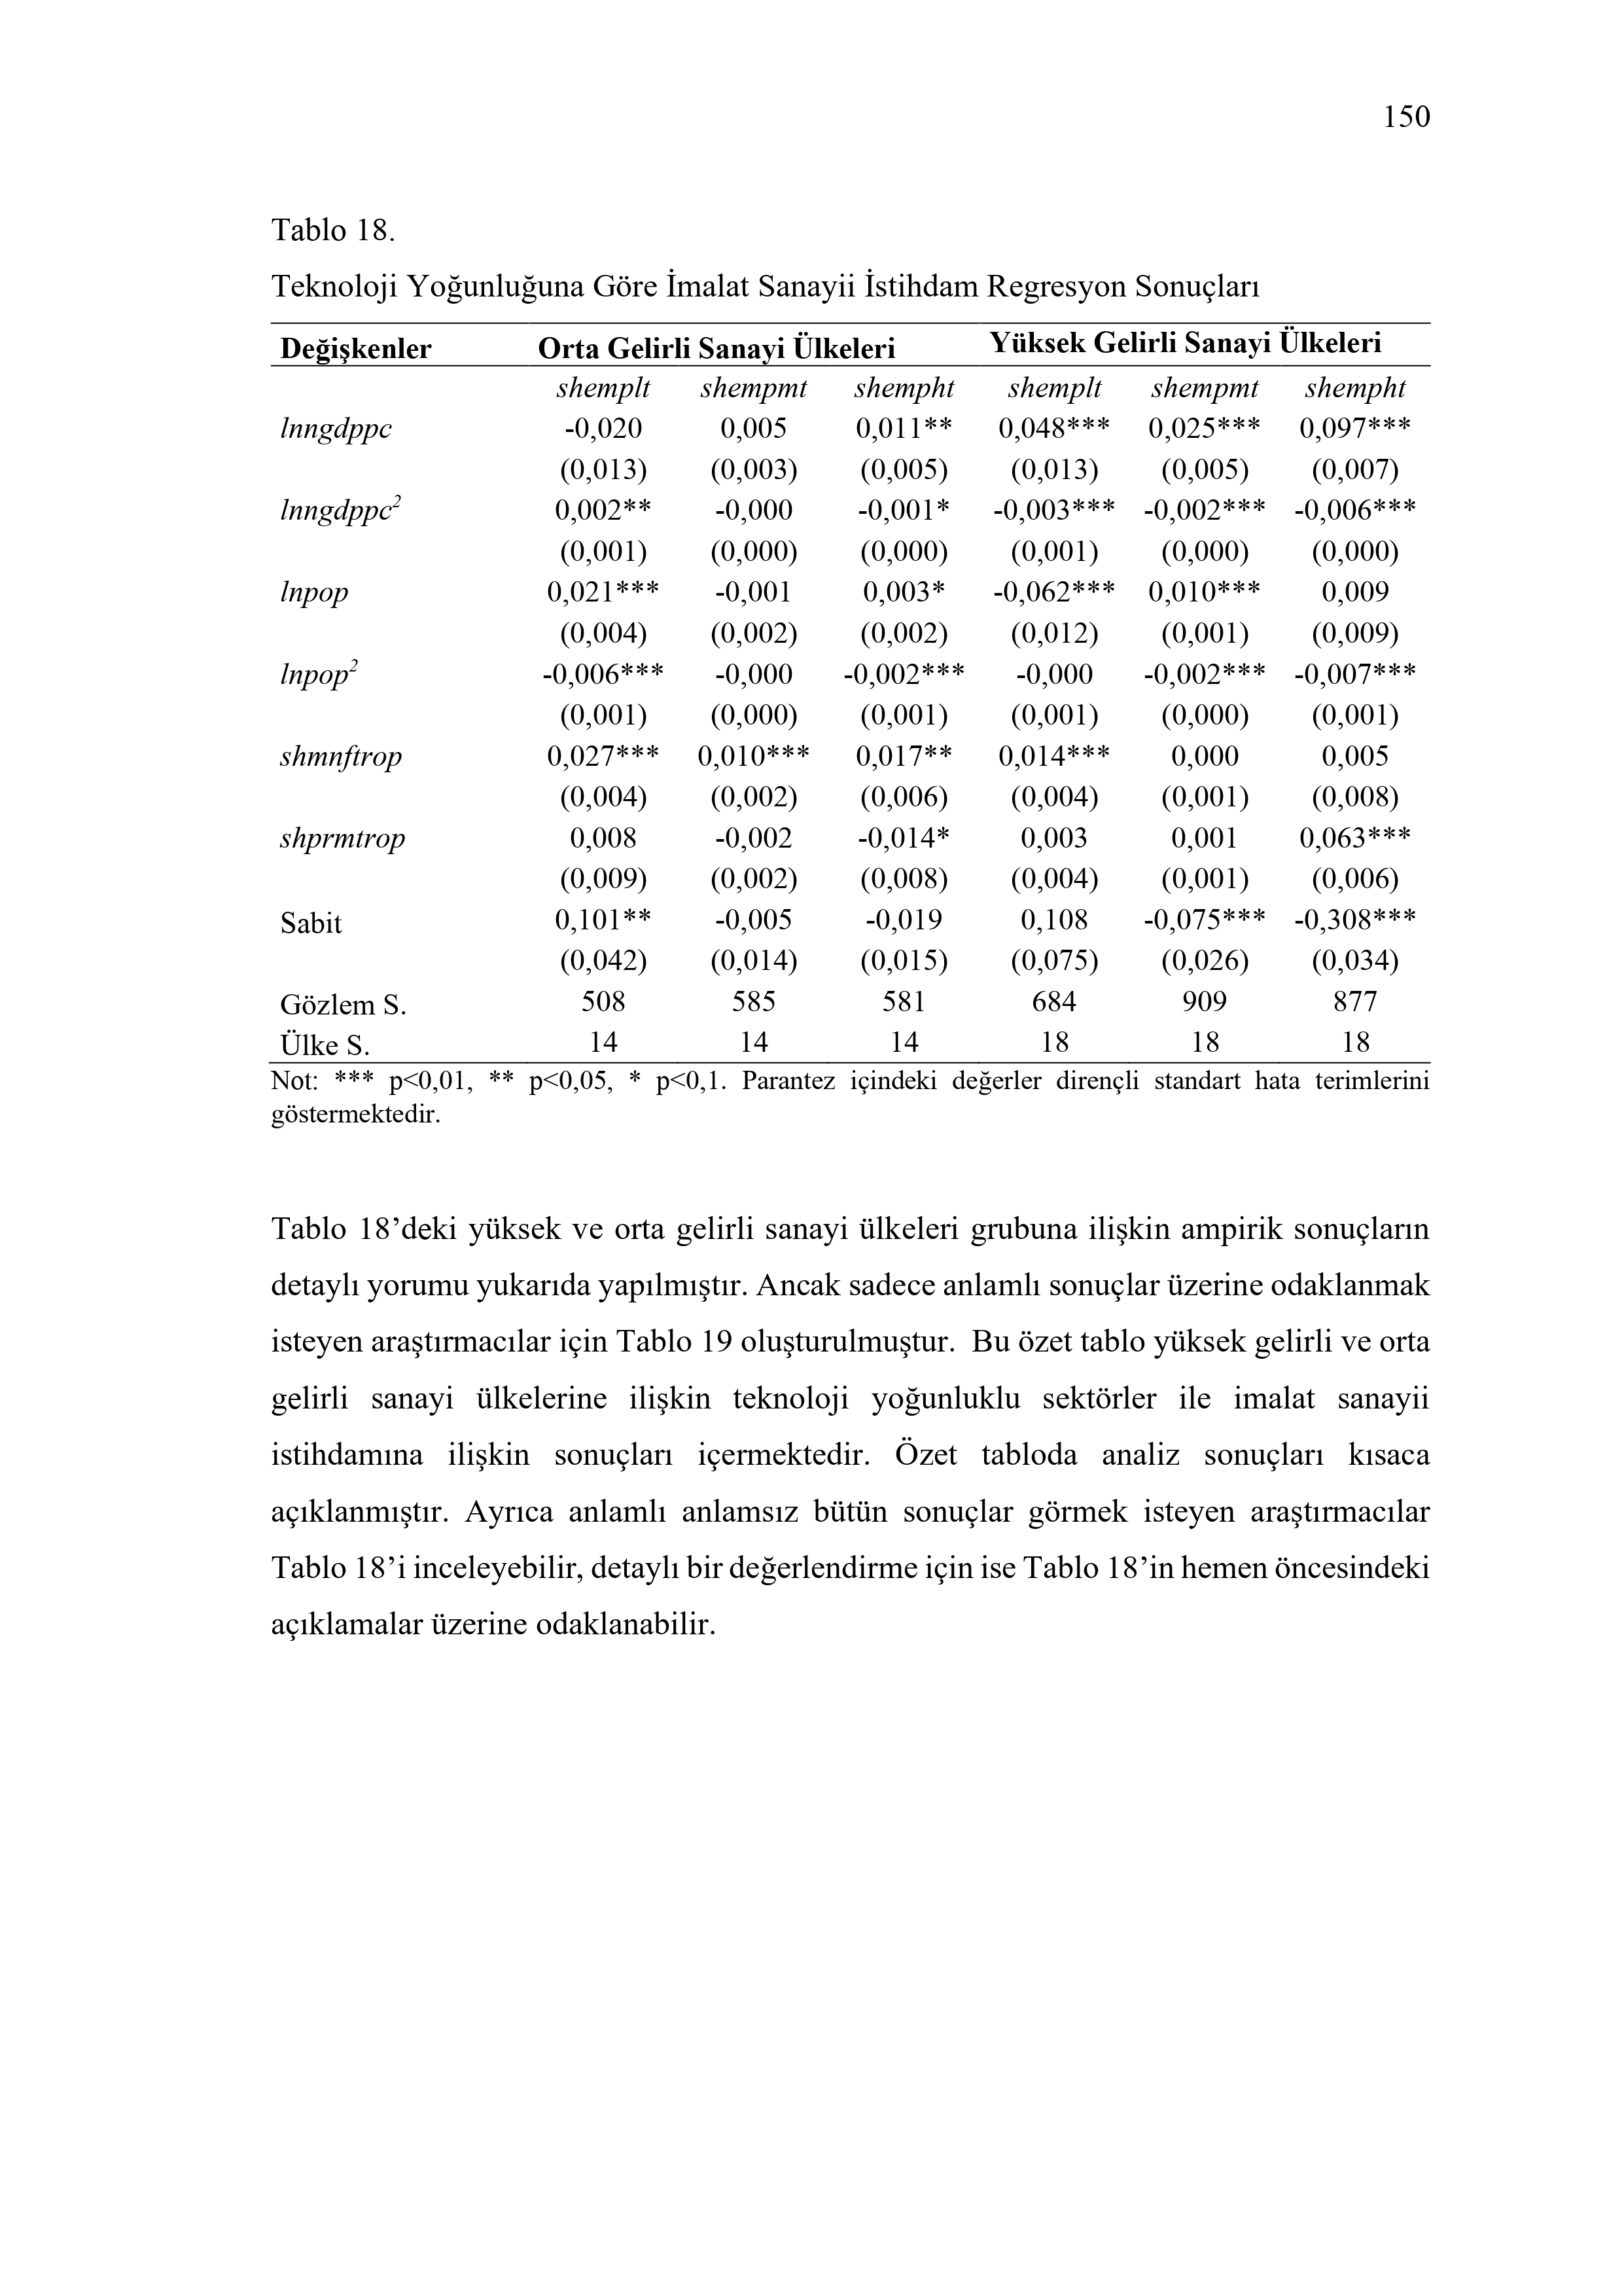 150
Tablo 18.
Teknoloji Yoğunluğuna Göre İmalat Sanayii İstihdam Regresyon Sonuçları
Değişkenler Orta Gelirli Sanayi Ülkeleri Yüksek Gelirli Sanayi Ülkeleri
shemplt shempmt shempht shemplt shempmt shempht
lnngdppc -0,020 0,005 0,011** 0,048*** 0,025*** 0,097***
(0,013) (0,003) (0,005) (0,013) (0,005) (0,007)
lnngdppc² 0,002** -0,000 -0,001* -0,003*** -0,002*** -0,006***
(0,001) (0,000) (0,000) (0,001) (0,000) (0,000)
lnpop 0,021*** -0,001 0,003* -0,062*** 0,010*** 0,009
(0,004) (0,002) (0,002) (0,012) (0,001) (0,009)
lnpop² -0,006*** -0,000 -0,002*** -0,000 -0,002*** -0,007***
(0,001) (0,000) (0,001) (0,001) (0,000) (0,001)
shmnftrop 0,027*** 0,010*** 0,017** 0,014*** 0,000 0,005
(0,004) (0,002) (0,006) (0,004) (0,001) (0,008)
shprmtrop 0,008 -0,002 -0,014* 0,003 0,001 0,063***
(0,009) (0,002) (0,008) (0,004) (0,001) (0,006)
Sabit 0,101** -0,005 -0,019 0,108 -0,075*** -0,308***
(0,042) (0,014) (0,015) (0,075) (0,026) (0,034)
Gözlem S. 508 585 581 684 909 877
Ülke S. 14 14 14 18 18 18
Not: *** p<0,01, ** p<0,05, * p<0,1. Parantez içindeki değerler dirençli standart hata terimlerini
göstermektedir.
Tablo 18’deki yüksek ve orta gelirli sanayi ülkeleri grubuna ilişkin ampirik sonuçların
detaylı yorumu yukarıda yapılmıştır. Ancak sadece anlamlı sonuçlar üzerine odaklanmak
isteyen araştırmacılar için Tablo 19 oluşturulmuştur. Bu özet tablo yüksek gelirli ve orta
gelirli sanayi ülkelerine ilişkin teknoloji yoğunluklu sektörler ile imalat sanayii
istihdamına ilişkin sonuçları içermektedir. Özet tabloda analiz sonuçları kısaca
açıklanmıştır. Ayrıca anlamlı anlamsız bütün sonuçlar görmek isteyen araştırmacılar
Tablo 18’i inceleyebilir, detaylı bir değerlendirme için ise Tablo 18’in hemen öncesindeki
açıklamalar üzerine odaklanabilir.